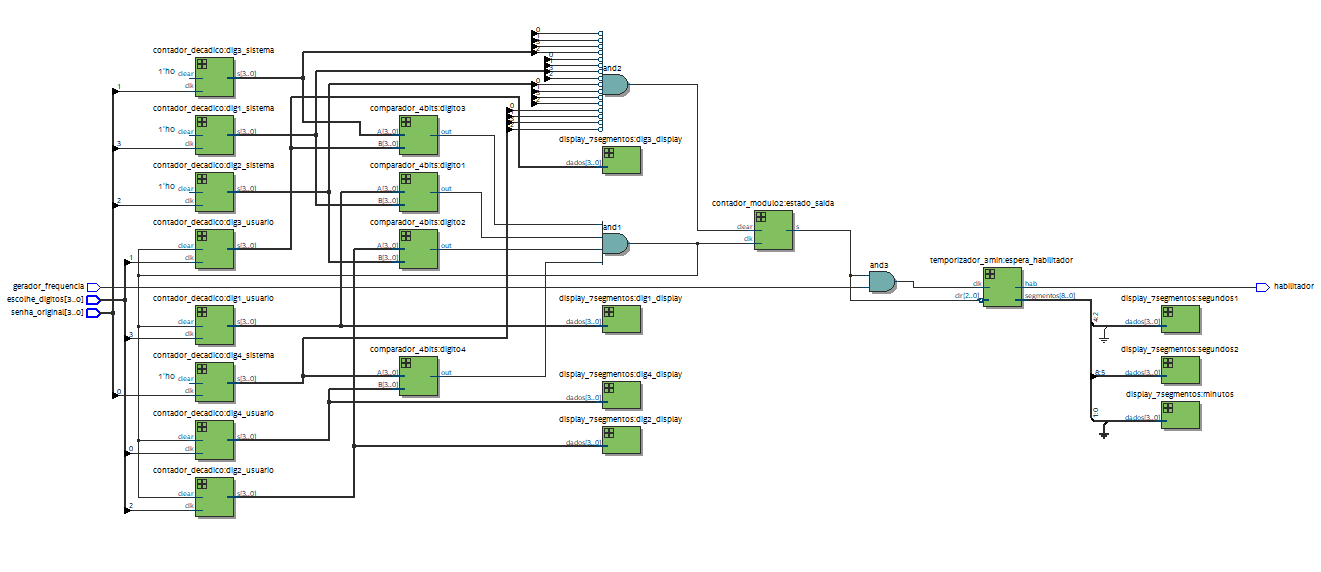 contador_decadico:dig3_sistema
1'h0 clear s[3..0]
clk
1
contador_decadico:dig1_sistema
1'h0 clear s[3..0]
clk
3
contador_decadico:dig2_sistema
1'h0 clear s[3..0]
clk
2
contador_decadico:dig3_usuario
clear s[3..0]
clk
1
gerador_frequencia
escolhe_digitos[3..0]
senha_original[3..0]
contador_decadico:dig1_usuario
clear s[3..0]
clk
3
contador_decadico:dig4_sistema
1'h0 clear s[3..0]
clk
0
contador_decadico:dig4_usuario
clear s[3..0]
clk
0
contador_decadico:dig2_usuario
clear s[3..0]
clk
2
comparador_4bits:digito3
A[3..0] out
B[3..0]
comparador_4bits:digito1
A[3..0] out
B[3..0]
comparador_4bits:digito2
A[3..0] out
B[3..0]
comparador_4bits:digito4
A[3..0] out
B[3..0]
and2
display_7segmentos:dig3_display
dados[3..0]
and1
display_7segmentos:dig1_display
dados[3..0]
display_7segmentos:dig4_display
dados[3..0]
display_7segmentos:dig2_display
dados[3..0]
contador_modulo2:estado_saida
clear s
clk
and3
temporizador_3min:espera_habilitador
clk hab
clr[2..0] segmentos[8..0]
habilitador
display_7segmentos:segundos1
4:2
dados[3..0]
display_7segmentos:segundos2
8:5 dados[3..0]
display_7segmentos:minutos
1:0
dados[3..0]